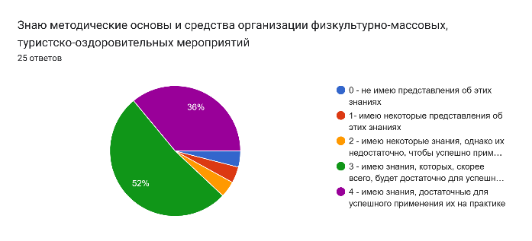 Знаю методические основы и средства организации физкультурно-массовых,
туристско-оздоровительных мероприятий
25 ответов
36%
52%
0 - не имею представления об этих
знаниях
1- имею некоторые представления об
этих знаниях
2 - имею некоторые знания, однако их
недостаточно, чтобы успешно прим…
3 - имею знания, которых, скорее
всего, будет достаточно для успешн…
4 - имею знания, достаточные для
успешного применения их на практике